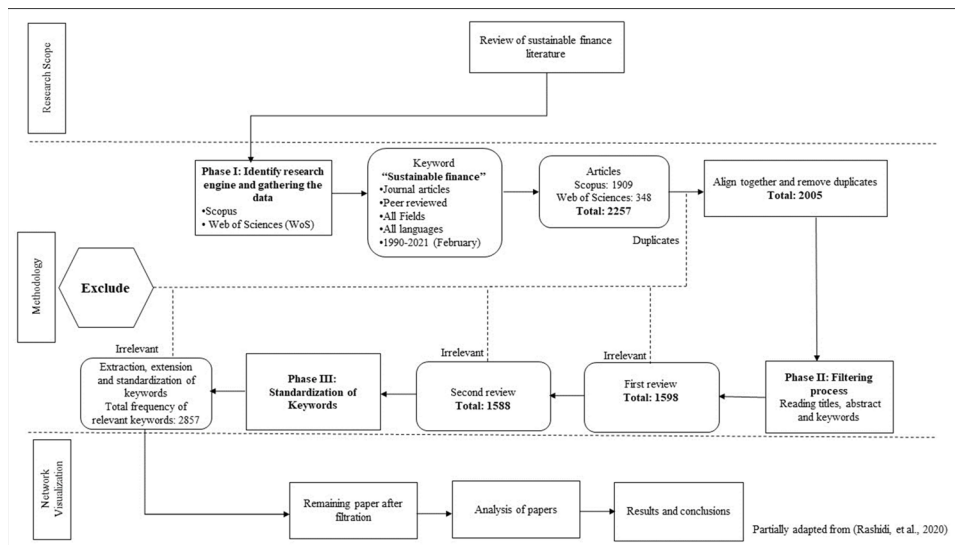 Research Scope
Review of sustainable finance
literature
Methodology
Phase I: Identify research
engine and gathering the
data
•Scopus
• Web of Sciences (WoS)
Keyword
“Sustainable finance”
•Journal articles
•Peer reviewed
•All Fields
•All languages
•1990-2021 (February)
Articles
Scopus: 1909
Web of Sciences: 348
Total: 2257
Align together and remove duplicates
Total: 2005
Duplicates
Exclude
Irrelevant
Irrelevant
Irrelevant
Extraction, extension
and standardization of
keywords
Total frequency of
relevant keywords: 2857
Phase III:
Standardization of
Keywords
Second review
Total: 1588
First review
Total: 1598
Phase II: Filtering
process
Reading titles, abstract
and keywords
Network
Visualization
Remaining paper after
filtration
Analysis of papers
Results and conclusions
Partially adapted from (Rashidi, et al., 2020)